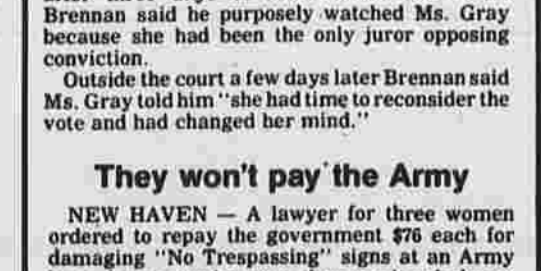 Brennan said he purposely watched Ms. Gray
because she had been the only juror opposing
conviction.
Outside the court a few days later Brennan said
Ms. Gray told him "she had time to reconsider the
vote and had changed her mind."
They won't pay the Army
NEW HAVEN — A lawyer for three women
ordered to repay the government $76 each for
damaging "No Trespassing" signs at an Army